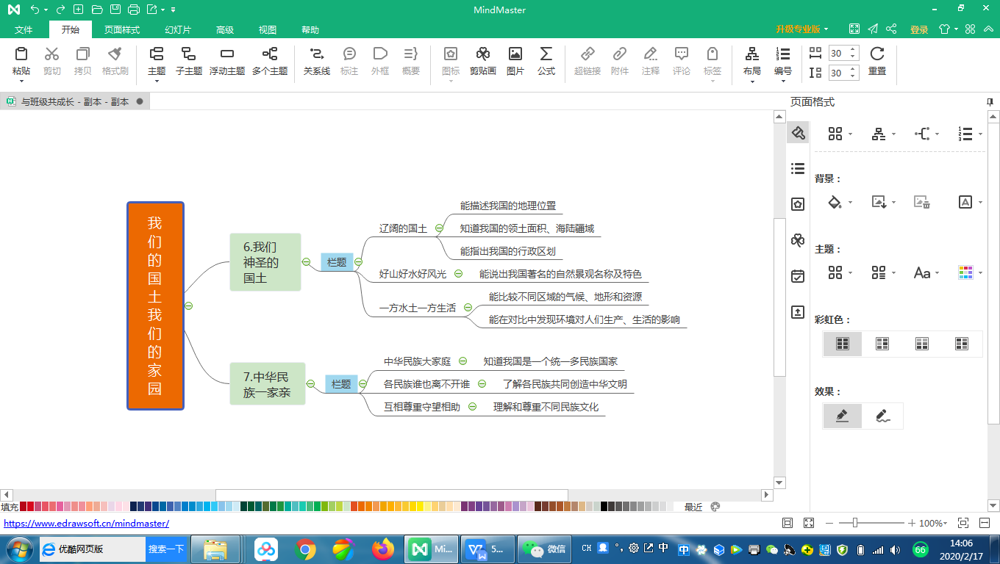 MindMaster
文件 开始 页面样式 幻灯片 高级 视图 帮助 升级专业版 登录
粘贴 剪切 拷贝 格式刷 主题 子主题 浮动主题 多个主题 关系线 标注 外框 概要 图标 剪贴画 图片 公式 超链接 附件 注释 评论 标签 布局 编号 30 30 重置
与班级共成长 - 副本 - 副本
页面格式
背景：
主题：
Aa
彩虹色：
效果：
我们的国土我们的家园
6.我们
神圣的
国土
栏题
辽阔的国土
能描述我国的地理位置
知道我国的领土面积、海陆疆域
能指出我国的行政区划
好山好水好风光
能说出我国著名的自然景观名称及特色
一方水土一方生活
能比较不同区域的气候、地形和资源
能在对比中发现环境对人们生产、生活的影响
7.中华民
族一家亲
栏题
中华民族大家庭
知道我国是一个统一多民族国家
各民族谁也离不开谁
了解各民族共同创造中华文明
互相尊重守望相助
理解和尊重不同民族文化
填充 最近
https://www.edrawsoft.cn/mindmaster/
100%
优酷网页版 搜索一下 Mi... 5... 微信 CH 中 中 66 14:06
2020/2/17